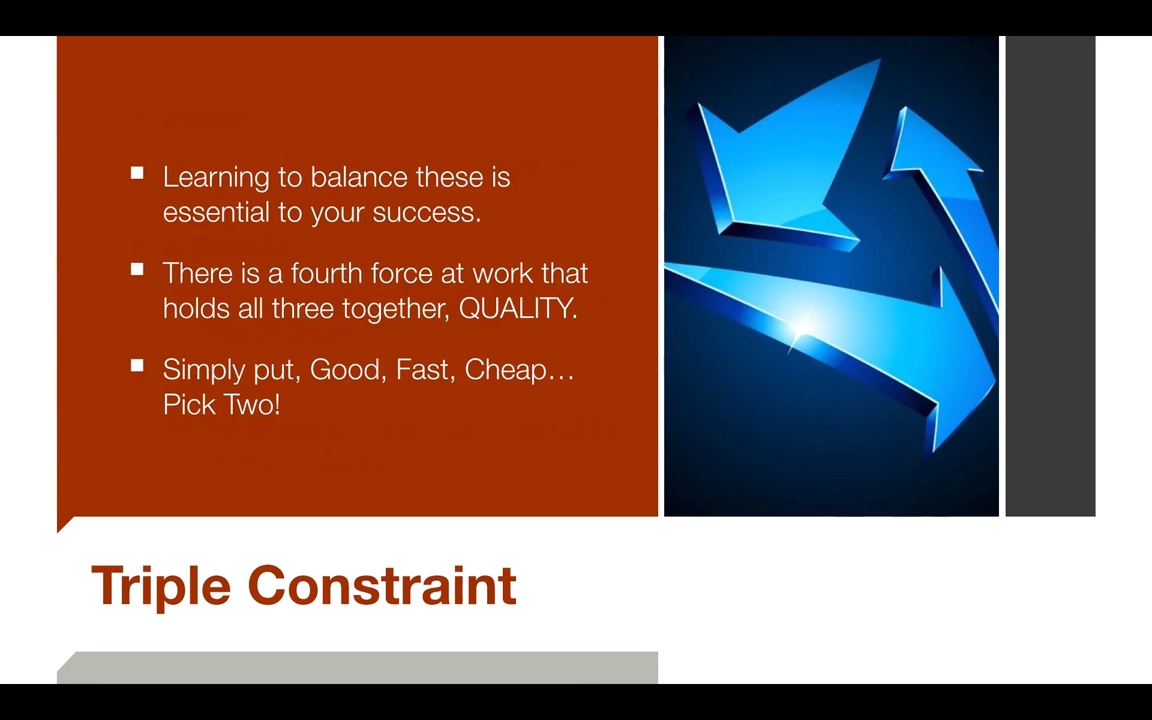 Learning to balance these is
essential to your success.
There is a fourth force at work that
holds all three together, QUALITY.
Simply put, Good, Fast, Cheap…
Pick Two!
Triple Constraint